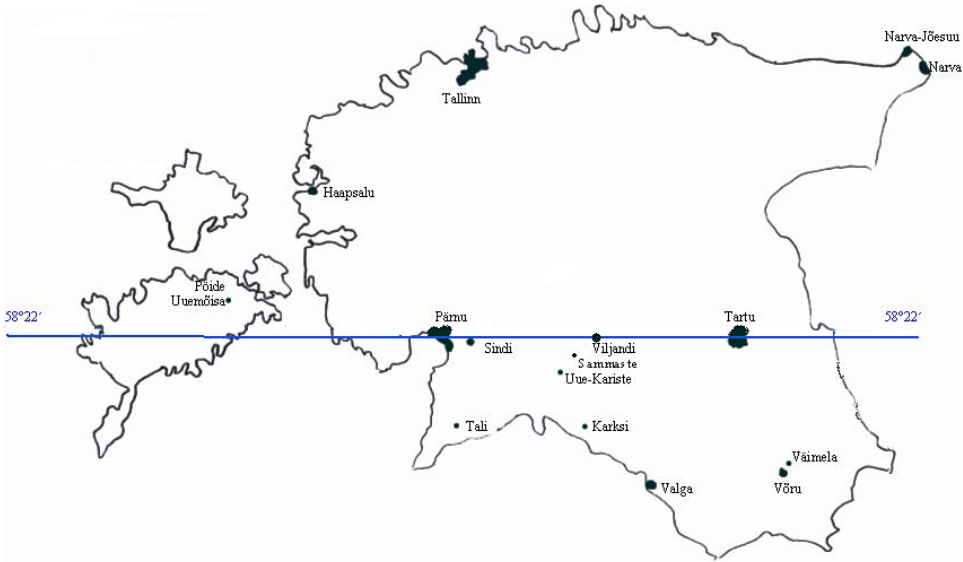 Narva-Jõesuu
Narva
Tallinn
Haapsalu
Pöide
Uuemõisa
58°22′
58°22′
Pärnu
Tartu
Sindi
Viljandi
Sammaste
Uue-Kariste
Tali
Karksi
Väimela
Võru
Valga